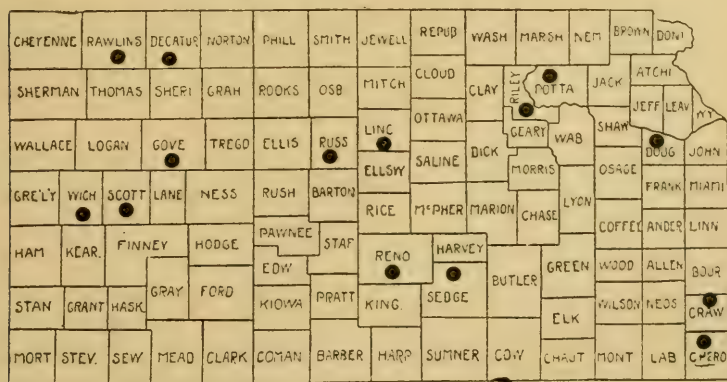 CHEYENNE RAWLINS DECATUR NORTON PHILL SMITH JEWELL REPUB WASH MARSH NEM BROWN DONI
SHERMAN THOMAS SHERI GRAH ROOKS OSB MITCH CLOUD CLAY RILEY POTTA JACK ATCHI
OTTAWA JEFF LEAV WY
WALLACE LOGAN GOVE TREGO ELLIS RUSS LINC SALINE DICK GEARY WAB SHAW DOUG JOHN
ELLSW MORRIS OSAGE
GRE'LY WICH SCOTT LANE NESS RUSH BARTON RICE McPHER MARION CHASE LYON FRANK MIAMI
HAM KEAR. FINNEY HODGE PAWNEE STAF RENO HARVEY COFFEY ANDER LINN
EDW BUTLER GREEN WOOD ALLEN BOUR
STAN GRANT HASK. GRAY FORD KIOWA PRATT KING. SEDGE WILSON NEOS CRAW
ELK
MORT STEV. SEW MEAD CLARK COMAN BARBER HARP SUMNER COW CHAUT MONT LAB CHERO